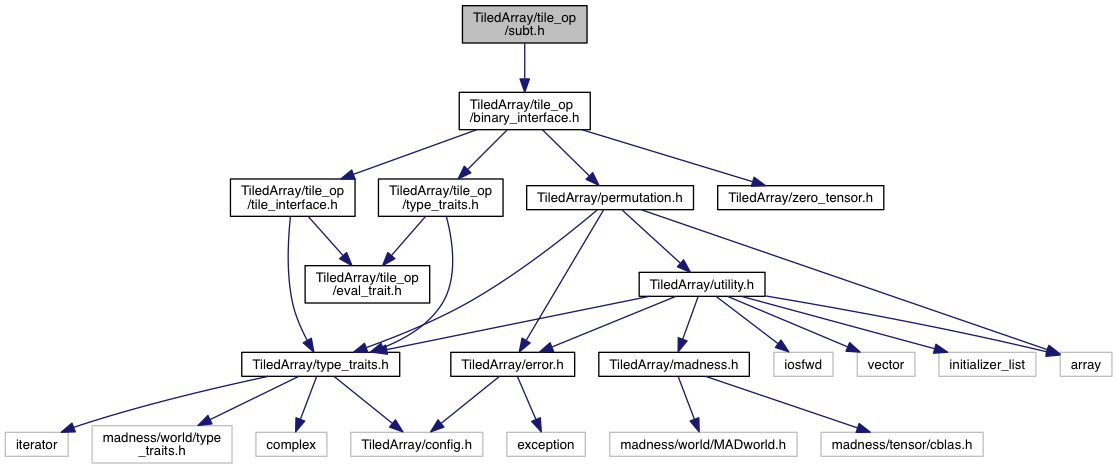 TiledArray/tile_op
/subt.h
TiledArray/tile_op
/binary_interface.h
TiledArray/tile_op
/tile_interface.h
TiledArray/tile_op
/type_traits.h
TiledArray/permutation.h
TiledArray/zero_tensor.h
TiledArray/tile_op
/eval_trait.h
TiledArray/utility.h
TiledArray/type_traits.h
TiledArray/error.h
TiledArray/madness.h
iosfwd
vector
initializer_list
array
iterator
madness/world/type
_traits.h
complex
TiledArray/config.h
exception
madness/world/MADworld.h
madness/tensor/cblas.h